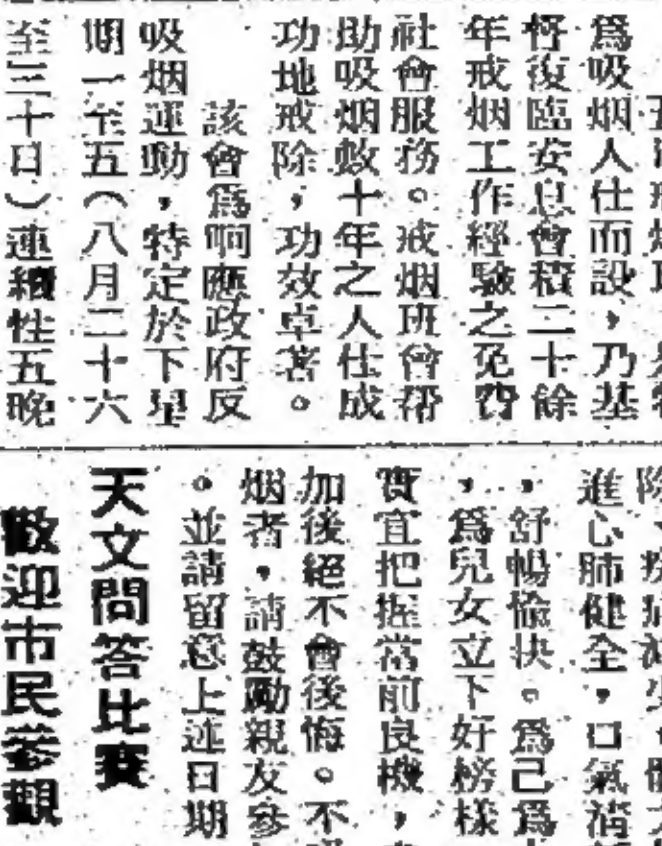 爲吸烟人仕而設，乃基
督復臨安息會積二十餘
年戒烟工作經驗之免費
社會服務。戒烟班曾帮
助吸烟數十年之人仕成
功地戒除，功效卓著。
該會爲响應政府反
吸烟運動，特定於下星
期一至五（八月二十六
至三十日）連續性五晚
進心肺健全，口氣清
，舒暢愉快。爲己爲
，爲兒女立下好榜樣
實宜把握當前良機，
加後絕不會後悔。不
烟者，請鼓勵親友參
。並請留意上述日期
天文問答比賽
歡迎市民參觀